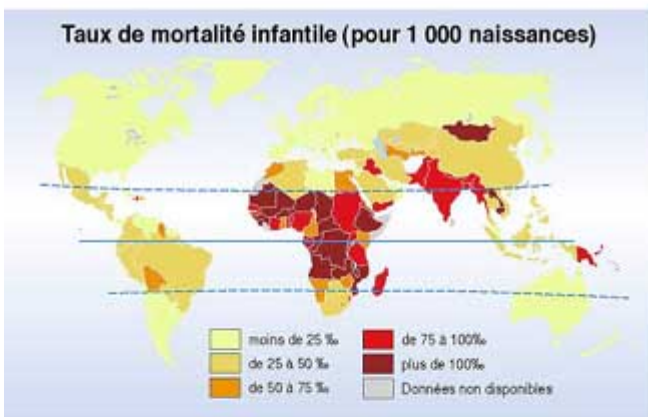 Taux de mortalité infantile (pour 1 000 naissances)
moins de 25 ‰
de 25 à 50 ‰
de 50 à 75 ‰
de 75 à 100‰
plus de 100‰
Données non disponibles